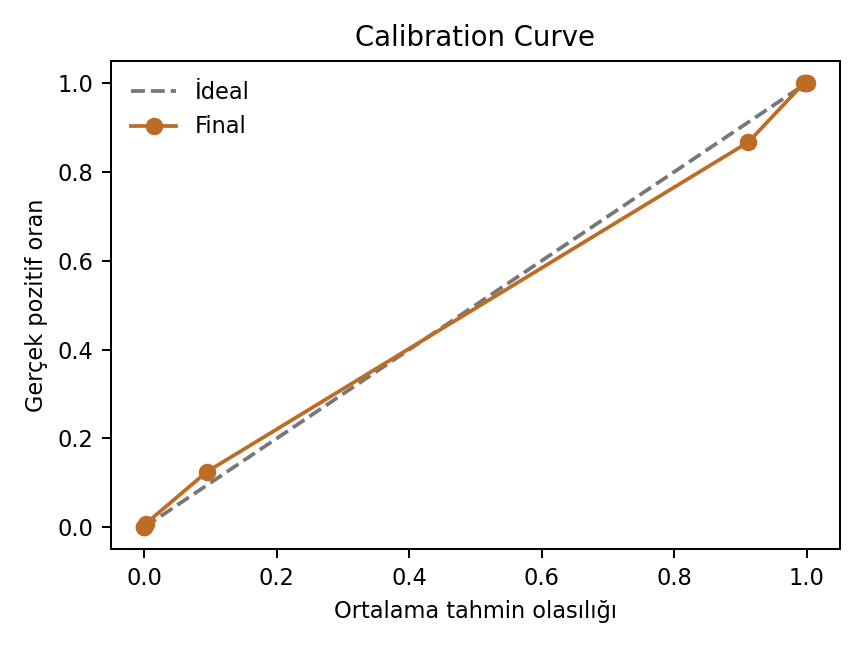 Calibration Curve
İdeal
Final
Gerçek pozitif oran
1.0
0.8
0.6
0.4
0.2
0.0
0.0 0.2 0.4 0.6 0.8 1.0
Ortalama tahmin olasılığı